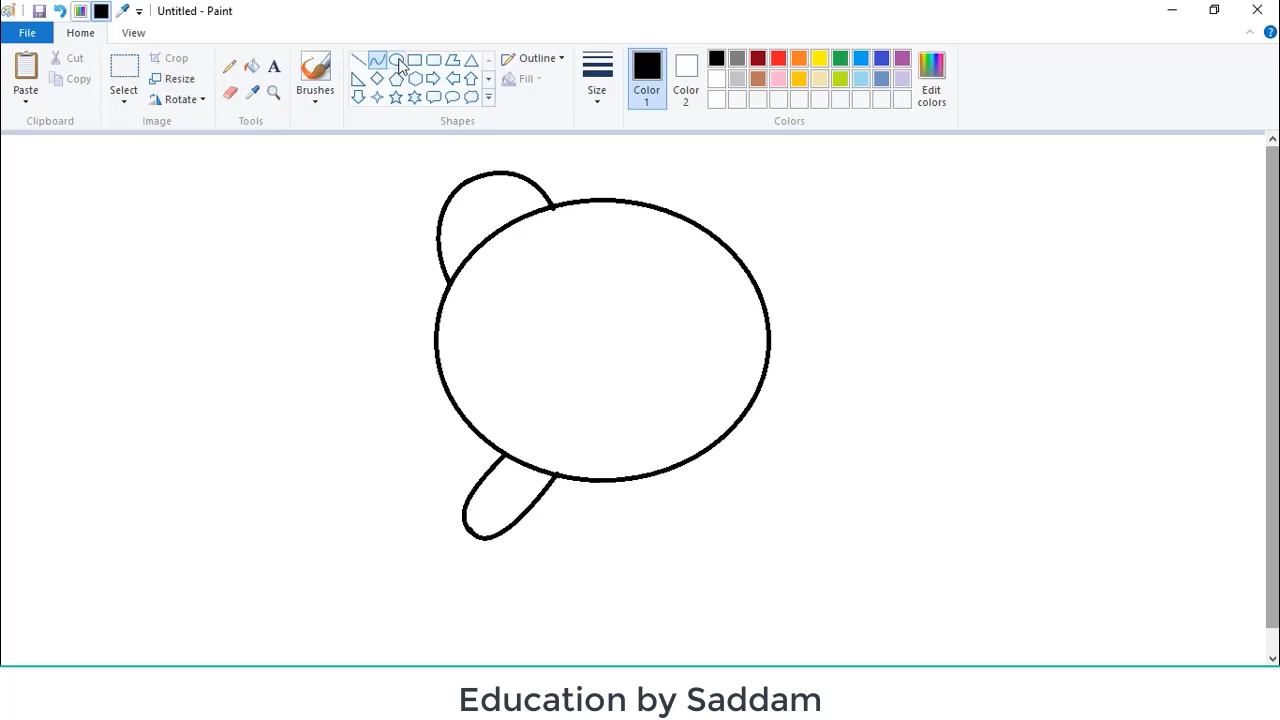 Untitled - Paint
File Home View
Paste
Cut
Copy
Clipboard
Select
Crop
Resize
Rotate
Image
A
Tools
Brushes
Outline
Fill
Shapes
Size
Color 1
Color 2
Edit colors
Colors
Education by Saddam